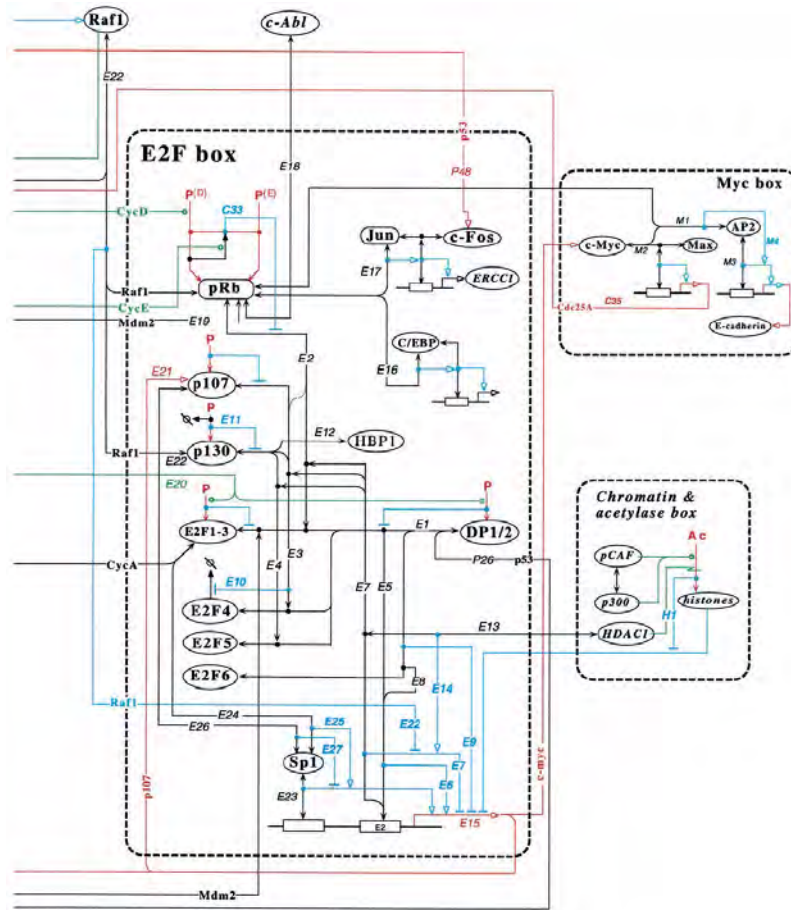 Raf1
c-Abl
E22
p53
E2F box
E18
P48
Myc box
P(D)
P(E)
C33
CycD
M1
Jun
c-Fos
c-Myc
M2
Max
AP2
M4
M3
E17
ERCC1
pRb
Raf1
CycE
Cdc25A
C35
Mdm2
E19
E-cadherin
E2
C/EBP
P
E21
E16
p107
P
E11
E12
HBP1
Raf1
E22
p130
E20
P
P
Chromatin &
acetylase box
E2F1-3
E1
DP1/2
Ac
CycA
E3
P26
p53
pCAF
E4
E7
E5
E10
p300
histones
E2F4
E13
H1
E2F5
HDAC1
E2F6
E8
E14
Raf1
E24
E25
E22
E9
E26
E27
Sp1
E7
c-myc
p107
E6
E23
E2
E15
Mdm2